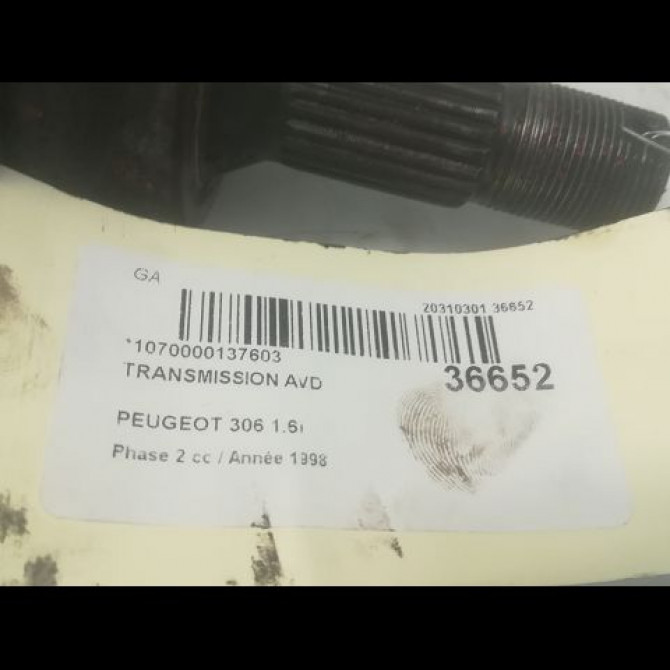 GA
20310301 36652
*1070000137603
36652
TRANSMISSION AVD
PEUGEOT 306 1.6i
Phase 2 cc / Année 1998